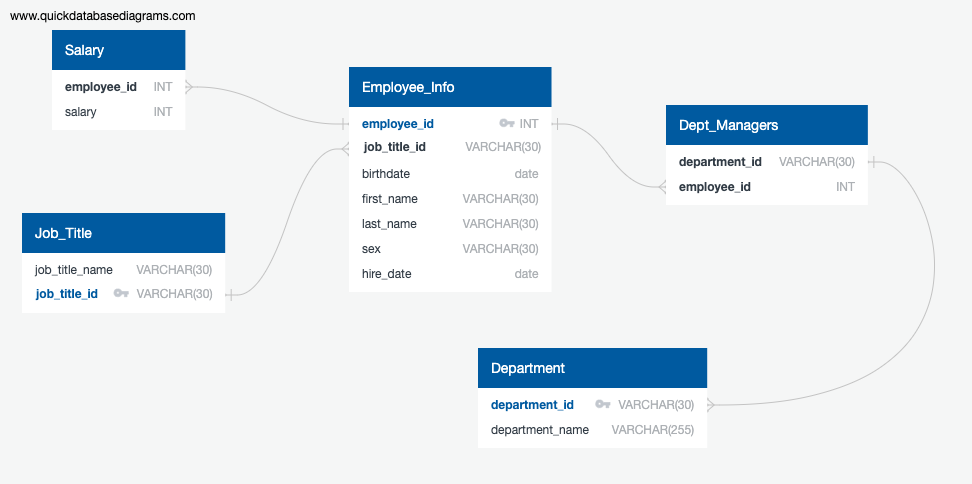 www.quickdatabasediagrams.com
Salary
employee_id INT
salary INT
Employee_Info
employee_id INT
job_title_id VARCHAR(30)
birthdate date
first_name VARCHAR(30)
last_name VARCHAR(30)
sex VARCHAR(30)
hire_date date
Dept_Managers
department_id VARCHAR(30)
employee_id INT
Job_Title
job_title_name VARCHAR(30)
job_title_id VARCHAR(30)
Department
department_id VARCHAR(30)
department_name VARCHAR(255)